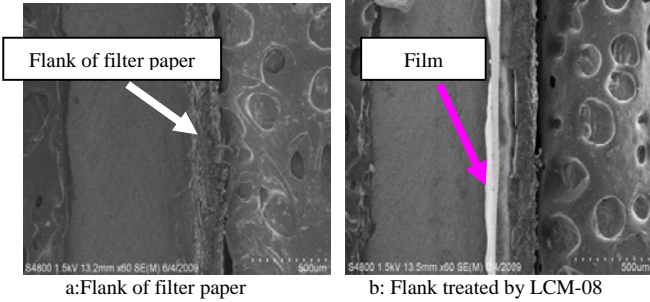 Flank of filter paper
Film
S4800 1.5kV 13.2mm x60 SE(M) 6/4/2009
500um
S4800 1.5kV 13.5mm x60 SE(M) 6/4/2009
500um
a:Flank of filter paper
b: Flank treated by LCM-08